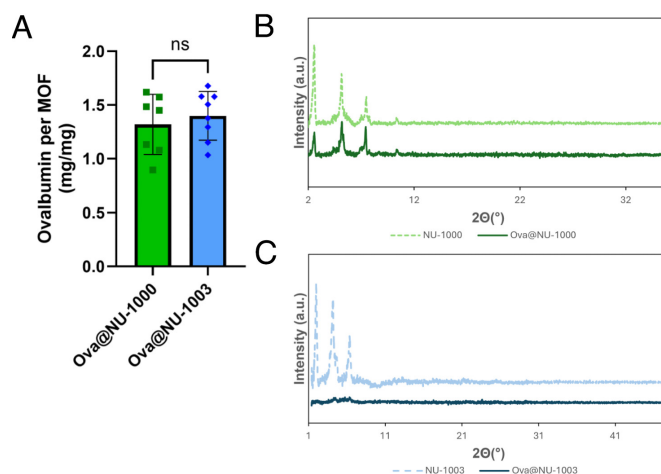 A
Ovalbumin per MOF
(mg/mg)
2.0
1.5
1.0
0.5
0.0
ns
Ova@NU-1000
Ova@NU-1003
B
Intensity (a.u.)
2
12
22
32
2Θ(°)
NU-1000
Ova@NU-1000
C
Intensity (a.u.)
1
11
21
31
41
2Θ(°)
NU-1003
Ova@NU-1003